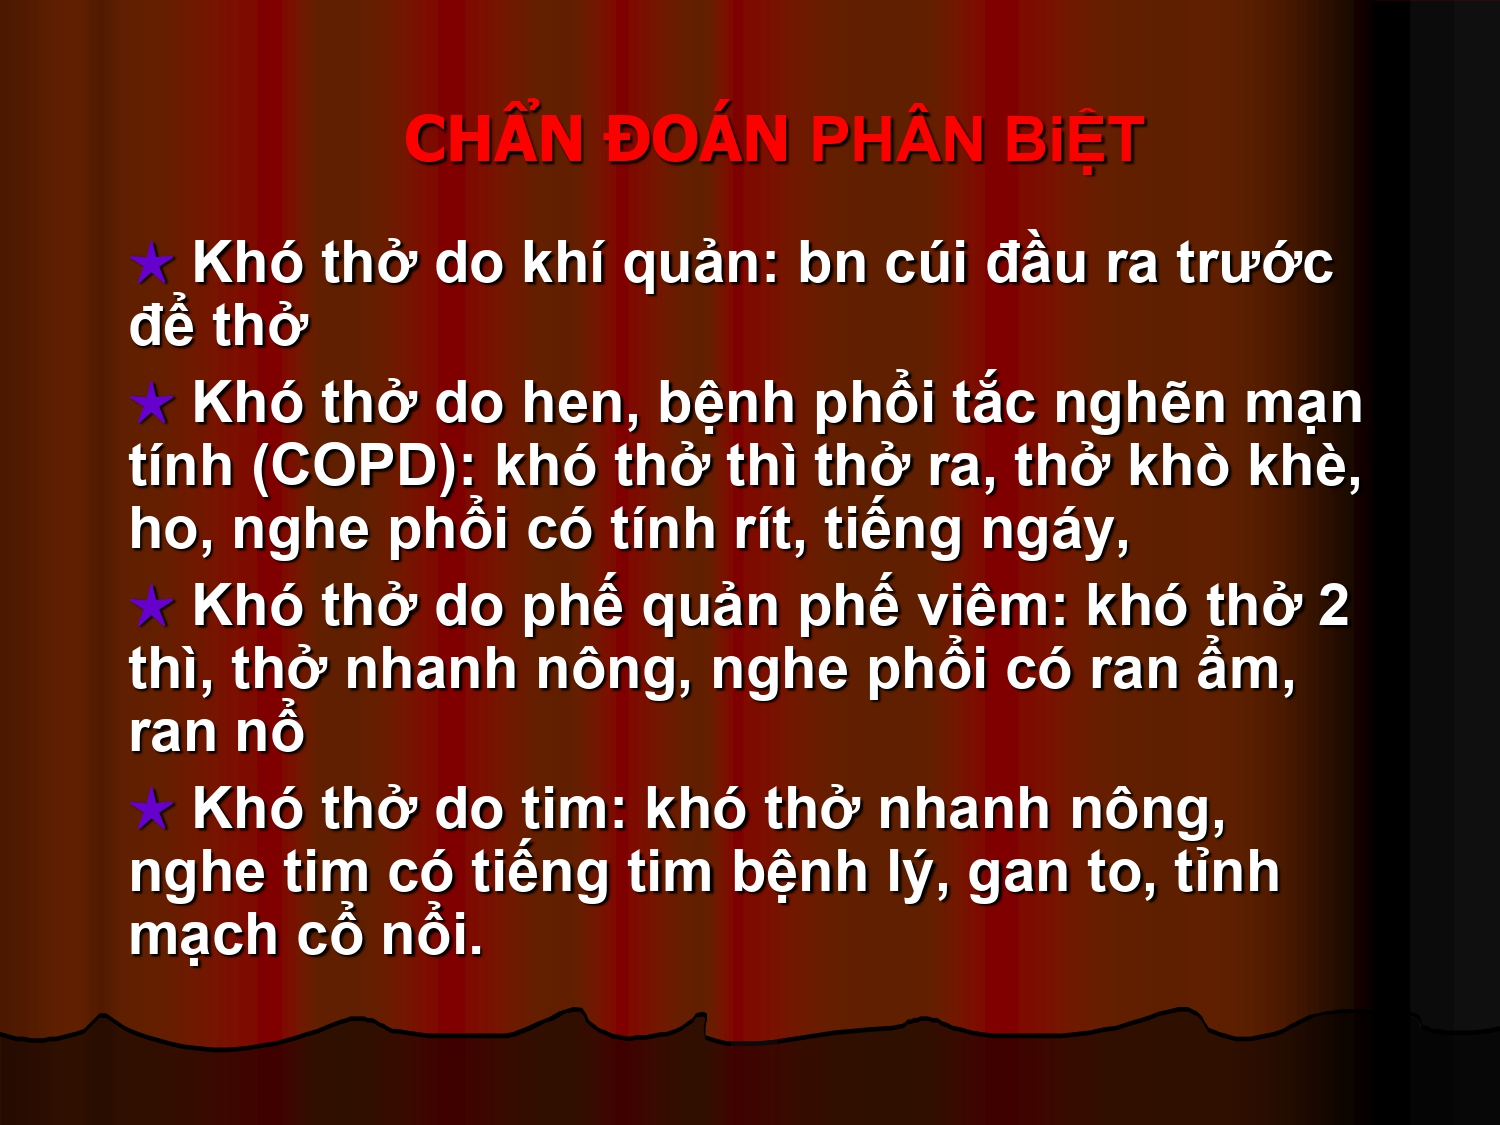 CHẨN ĐOÁN PHÂN BiỆT
★ Khó thở do khí quản: bn cúi đầu ra trước
để thở
★ Khó thở do hen, bệnh phổi tắc nghẽn mạn
tính (COPD): khó thở thì thở ra, thở khò khè,
ho, nghe phổi có tính rít, tiếng ngáy,
★ Khó thở do phế quản phế viêm: khó thở 2
thì, thở nhanh nông, nghe phổi có ran ẩm,
ran nổ
★ Khó thở do tim: khó thở nhanh nông,
nghe tim có tiếng tim bệnh lý, gan to, tỉnh
mạch cổ nổi.